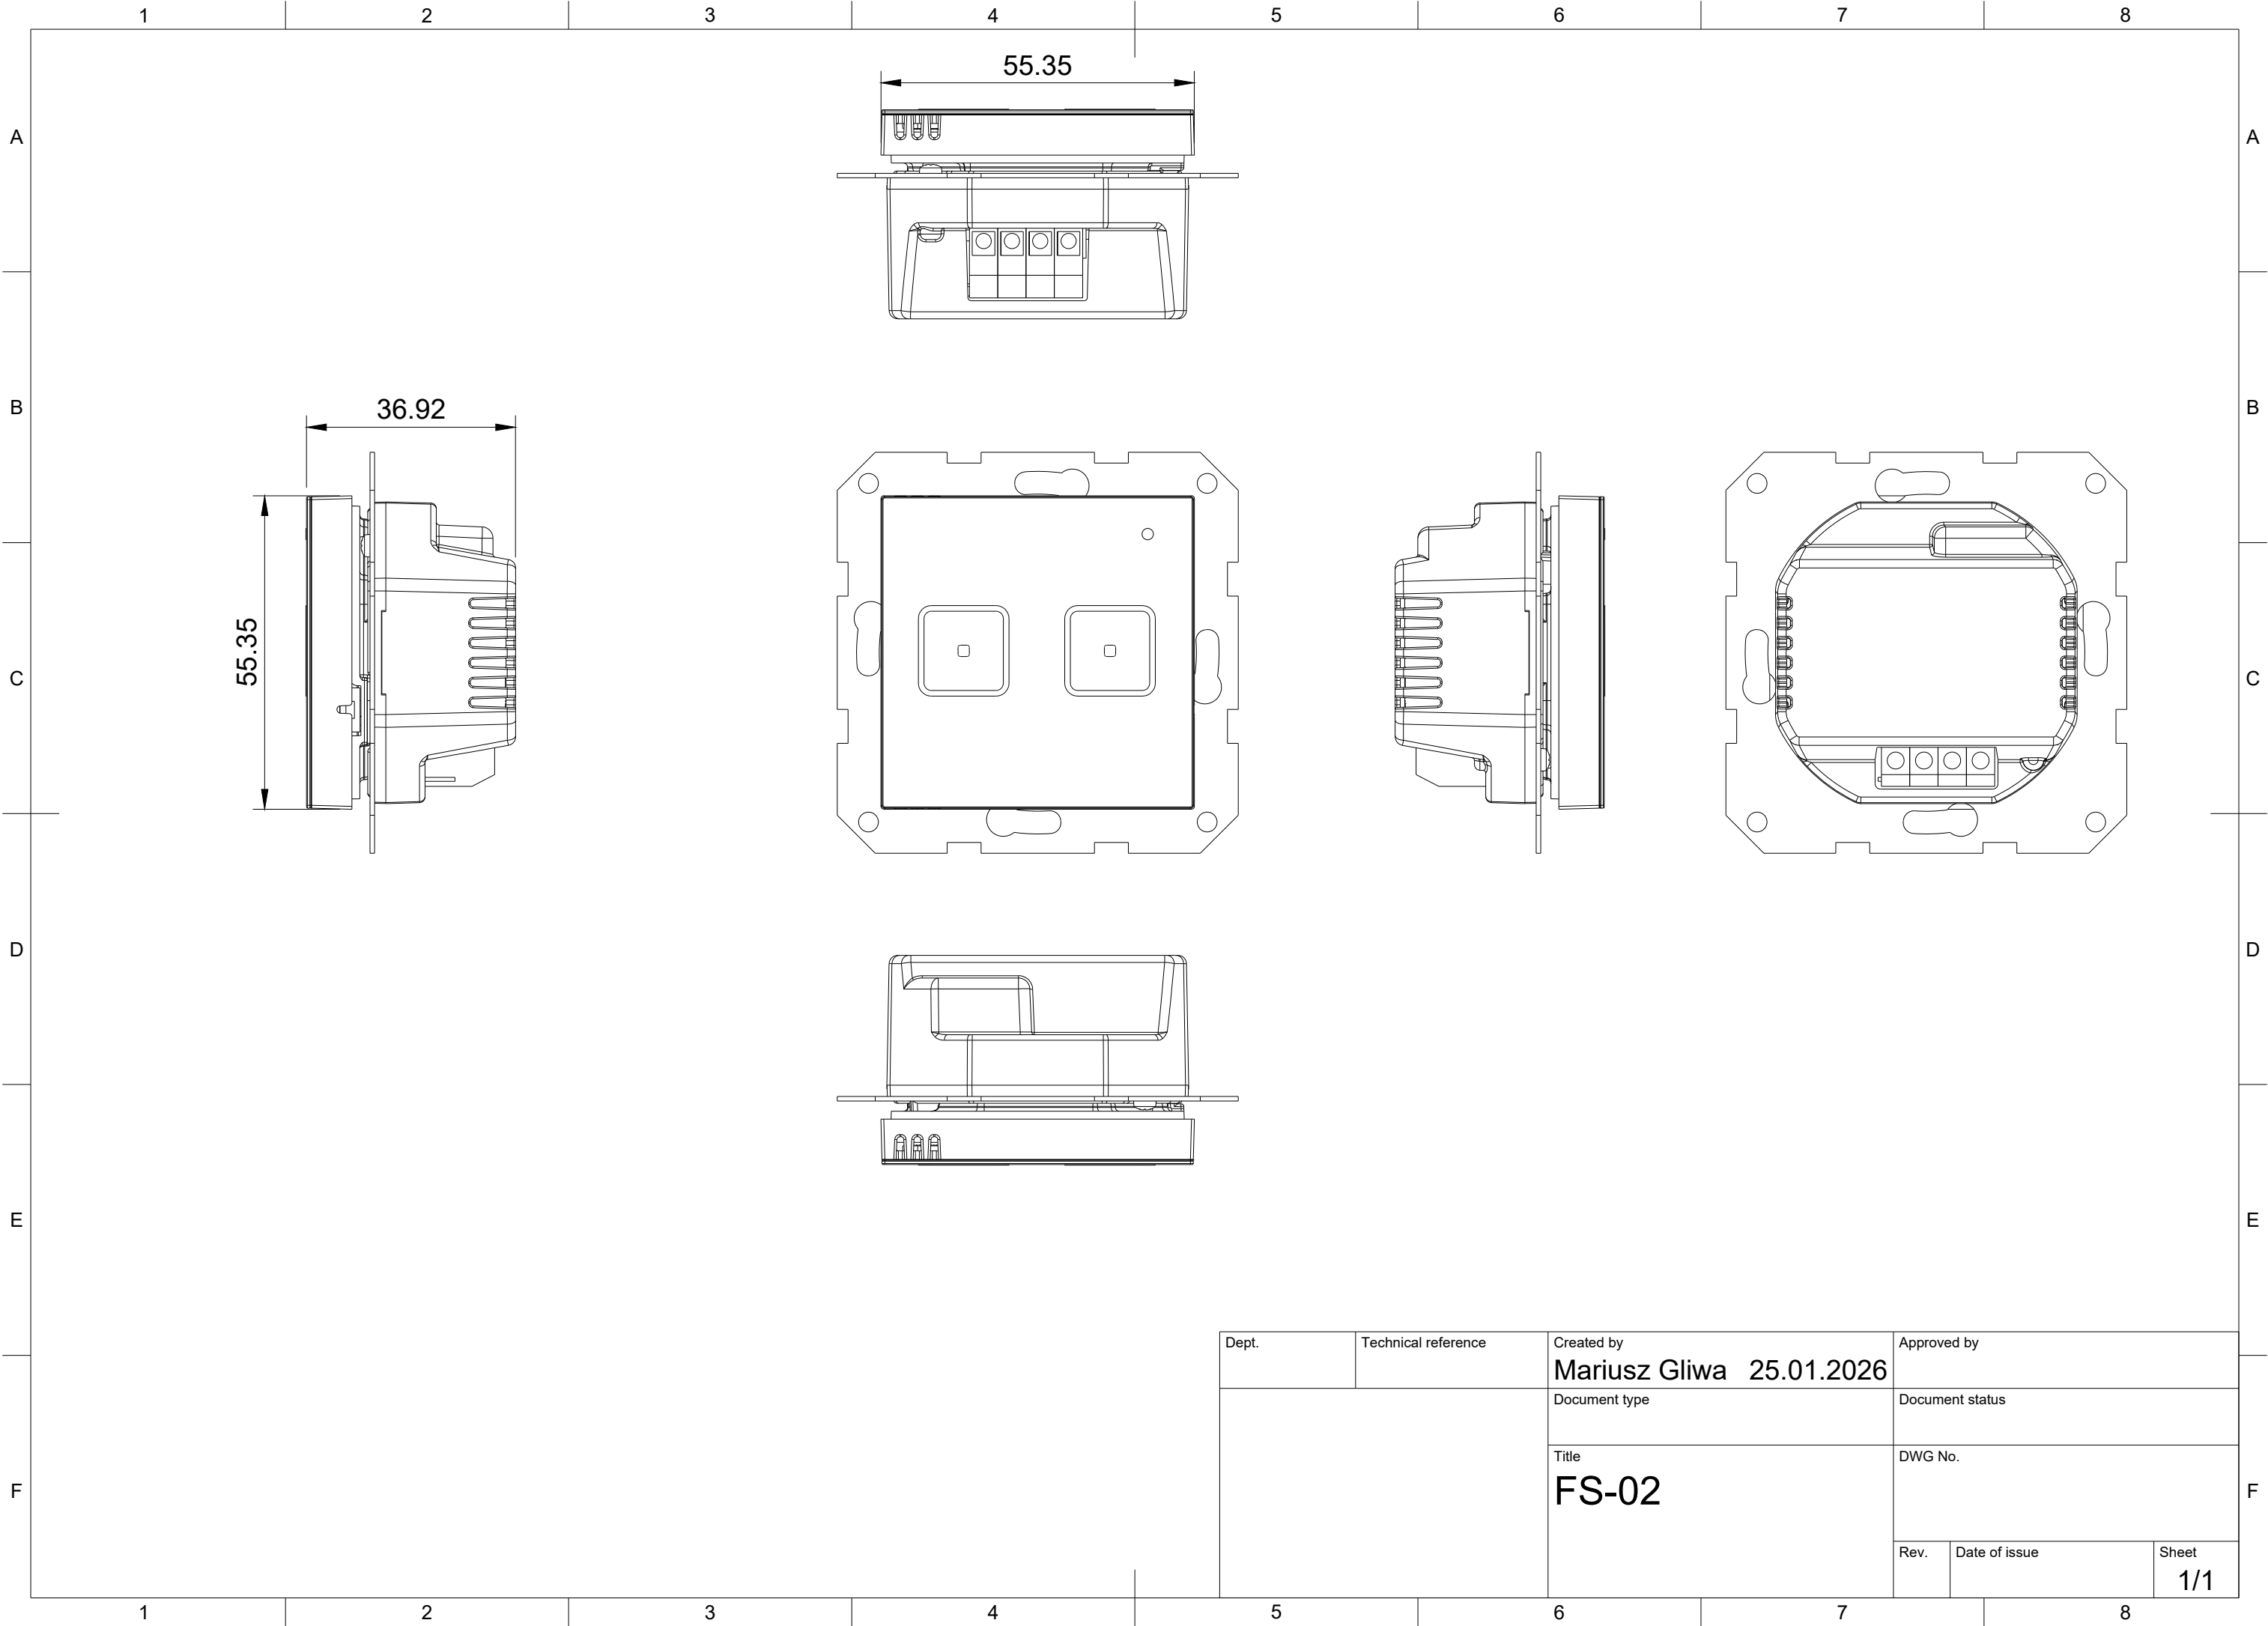 1 2 3 4 5 6 7 8
55.35
A A
36.92
B B
55.35
C C
D D
E E
Dept. Technical reference Created by Approved by
Mariusz Gliwa 25.01.2026
Document type Document status
Title DWG No.
FS-02
F F
Rev. Date of issue Sheet
1/1
1 2 3 4 5 6 7 8